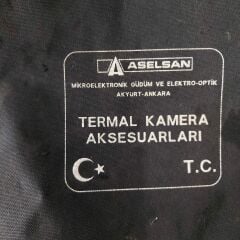 ASELSAN
MİKROELEKTRONİK GÜDÜM VE ELEKTRO-OPTİK
AKYURT-ANKARA
TERMAL KAMERA
AKSESUARLARI
T.C.